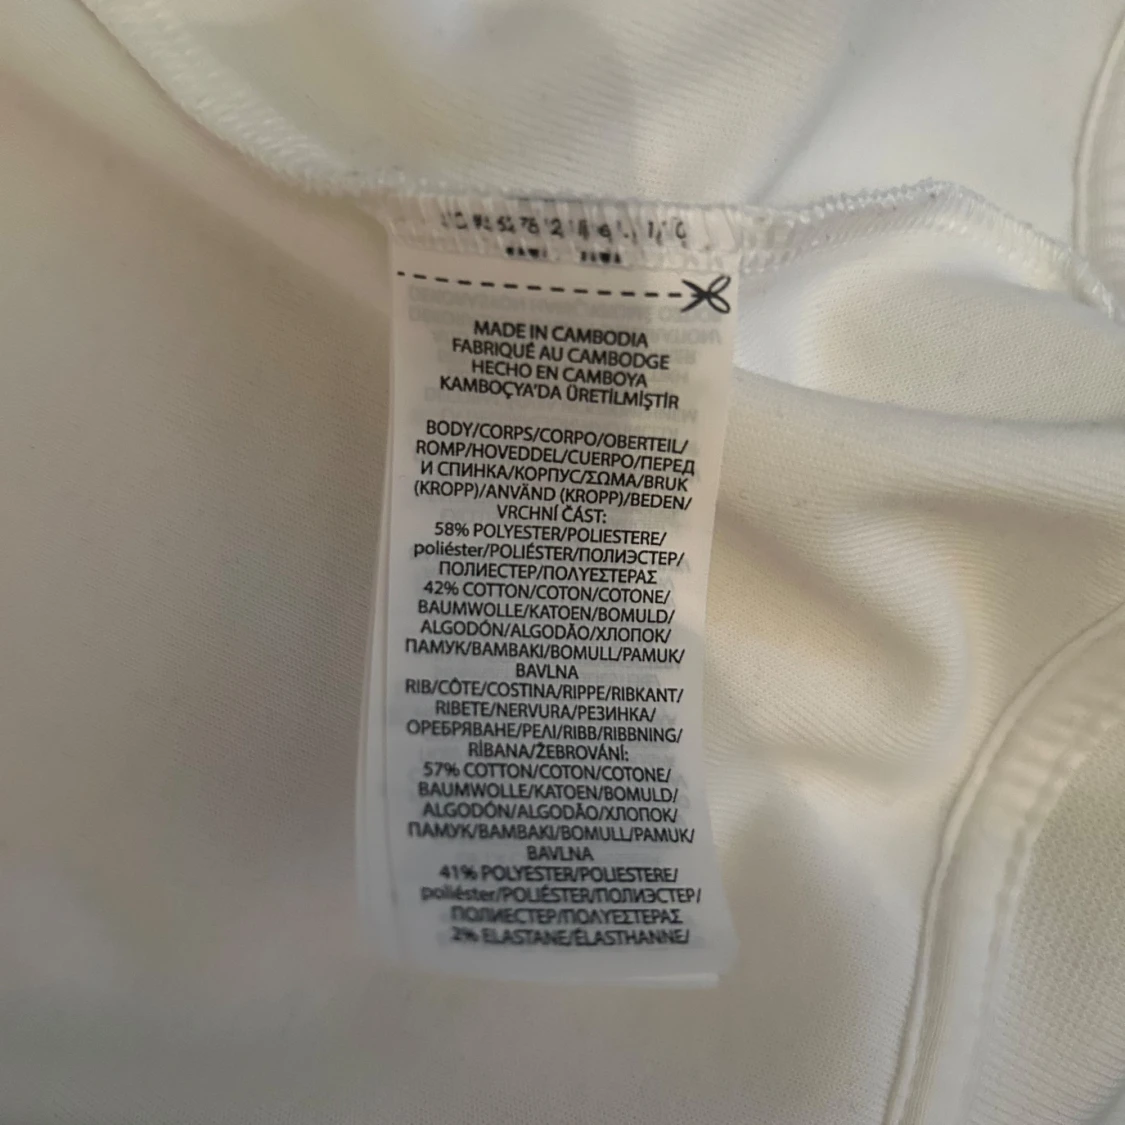 MADE IN CAMBODIA
FABRIQUÉ AU CAMBODGE
HECHO EN CAMBOYA
KAMBOÇYA'DA ÜRETİLMİŞTİR
BODY/CORPS/CORPO/OBERTEIL/
ROMP/HOVEDDEL/CUERPO/ПЕРЕД
И СПИНКА/КОРПУС/ΣΩΜΑ/BRUK
(KROPP)/ANVÄND (KROPP)/BEDEN/
VRCHNÍ ČÁST:
58% POLYESTER/POLIESTERE/
poliéster/POLIÉSTER/ПОЛИЭСТЕР/
ПОЛИЕСТЕР/ΠΟΛΥΕΣΤΕΡΑΣ
42% COTTON/COTON/COTONE/
BAUMWOLLE/KATOEN/BOMULD/
ALGODÓN/ALGODÃO/ХЛОПОК/
ПАМУК/ΒΑΜΒΑΚΙ/BOMULL/PAMUK/
BAVLNA
RIB/CÔTE/COSTINA/RIPPE/RIBKANT/
RIBETE/NERVURA/РЕЗИНКА/
ОРЕБРЯВАНЕ/ΡΕΛΙ/RIBB/RIBBNING/
RİBANA/ŽEBROVÁNÍ:
57% COTTON/COTON/COTONE/
BAUMWOLLE/KATOEN/BOMULD/
ALGODÓN/ALGODÃO/ХЛОПОК/
ПАМУК/ΒΑΜΒΑΚΙ/BOMULL/PAMUK/
BAVLNA
41% POLYESTER/POLIESTERE/
poliéster/POLIÉSTER/ПОЛИЭСТЕР/
ПОЛИЕСТЕР/ΠΟΛΥΕΣΤΕΡΑΣ
2% ELASTANE/ÉLASTHANNE/